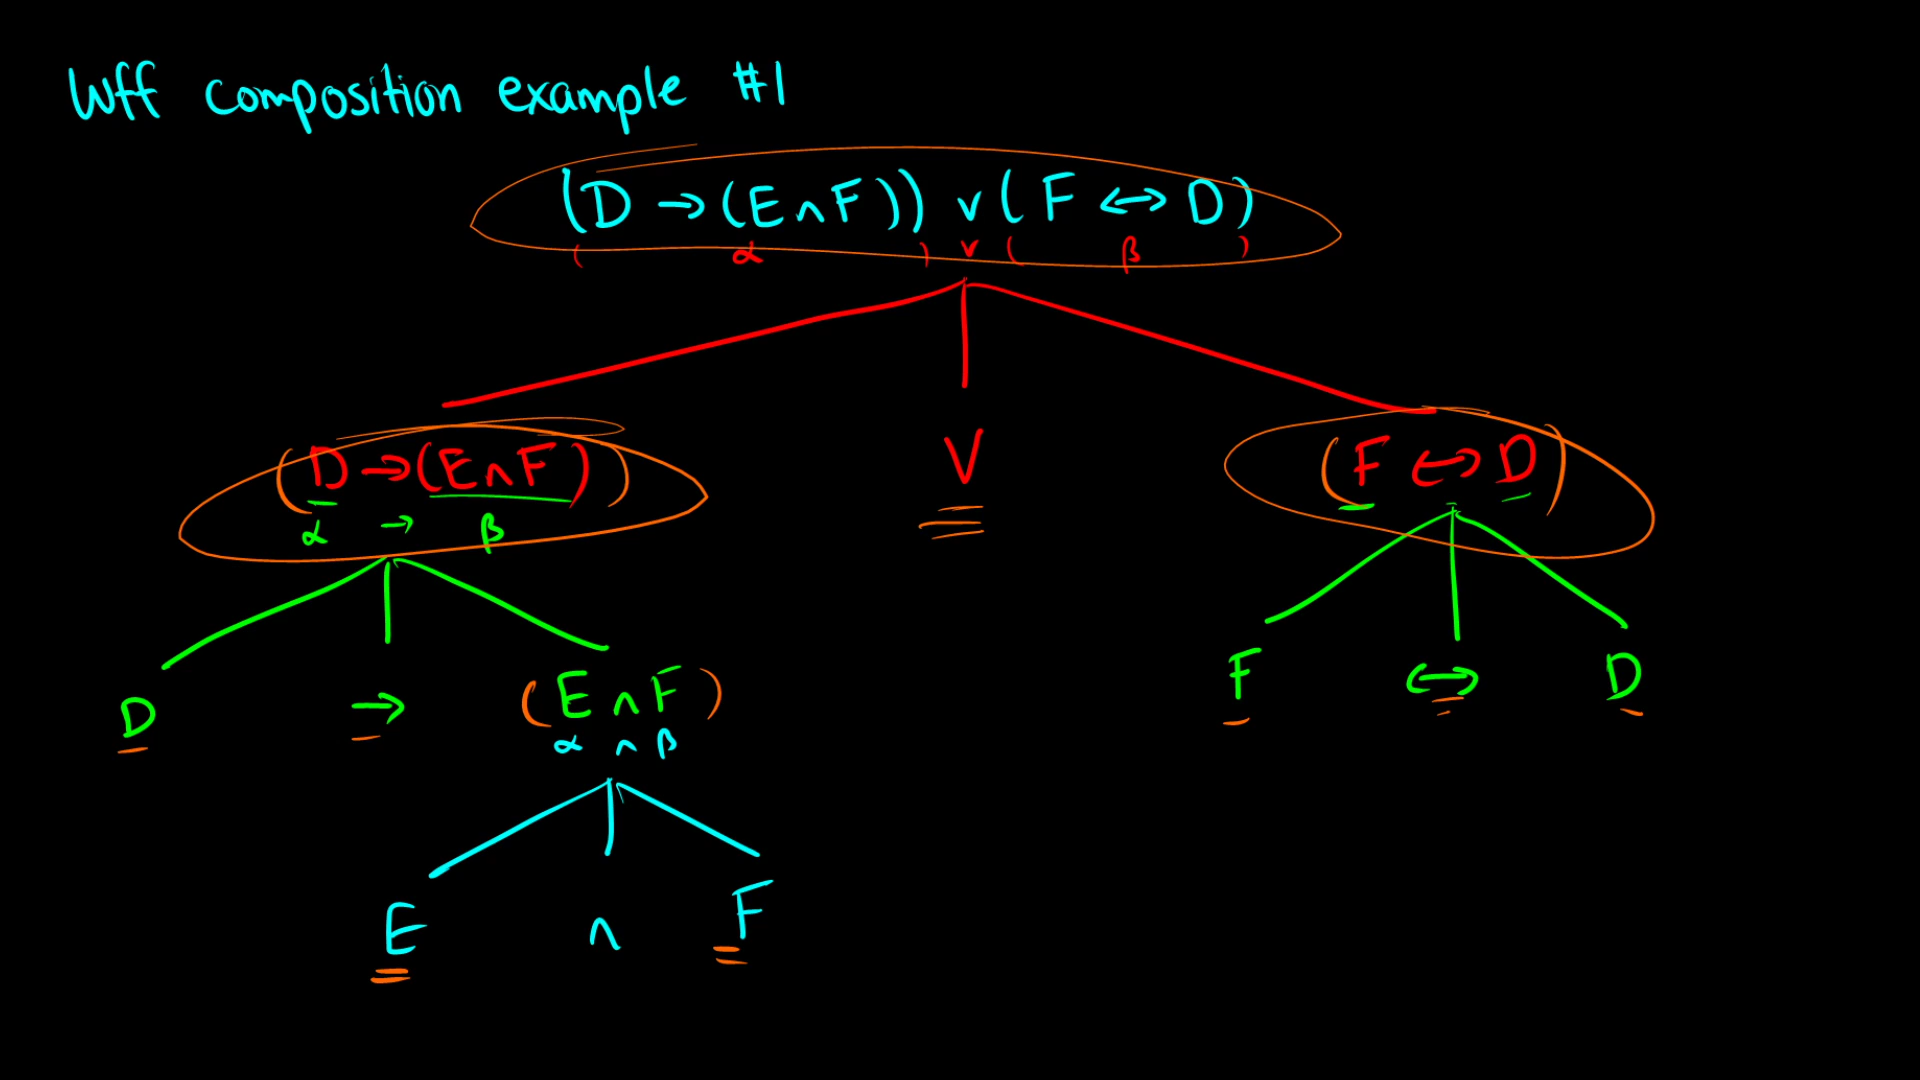 Wff composition example #1
(D → (E ∧ F)) ∨ (F ↔ D)
( α ) ∨ ( β )
(D → (E ∧ F)) ∨ (F ↔ D)
α → β
D → (E ∧ F) F ↔ D
α ∧ β
E ∧ F